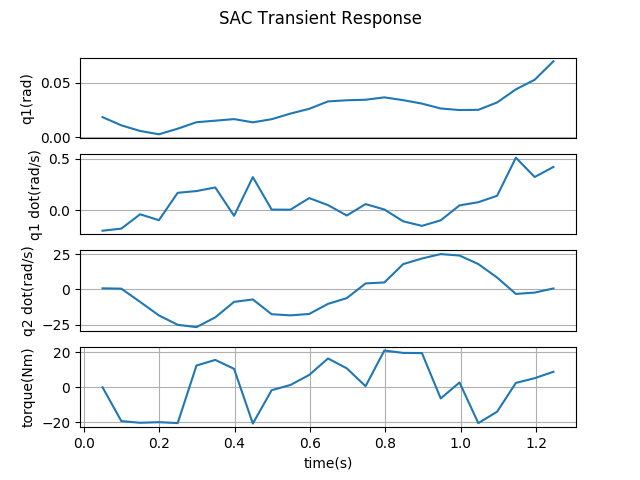 SAC Transient Response
q1(rad)
0.05
0.00
q1 dot(rad/s)
0.5
0.0
q2 dot(rad/s)
25
0
−25
torque(Nm)
20
0
−20
0.0 0.2 0.4 0.6 0.8 1.0 1.2
time(s)